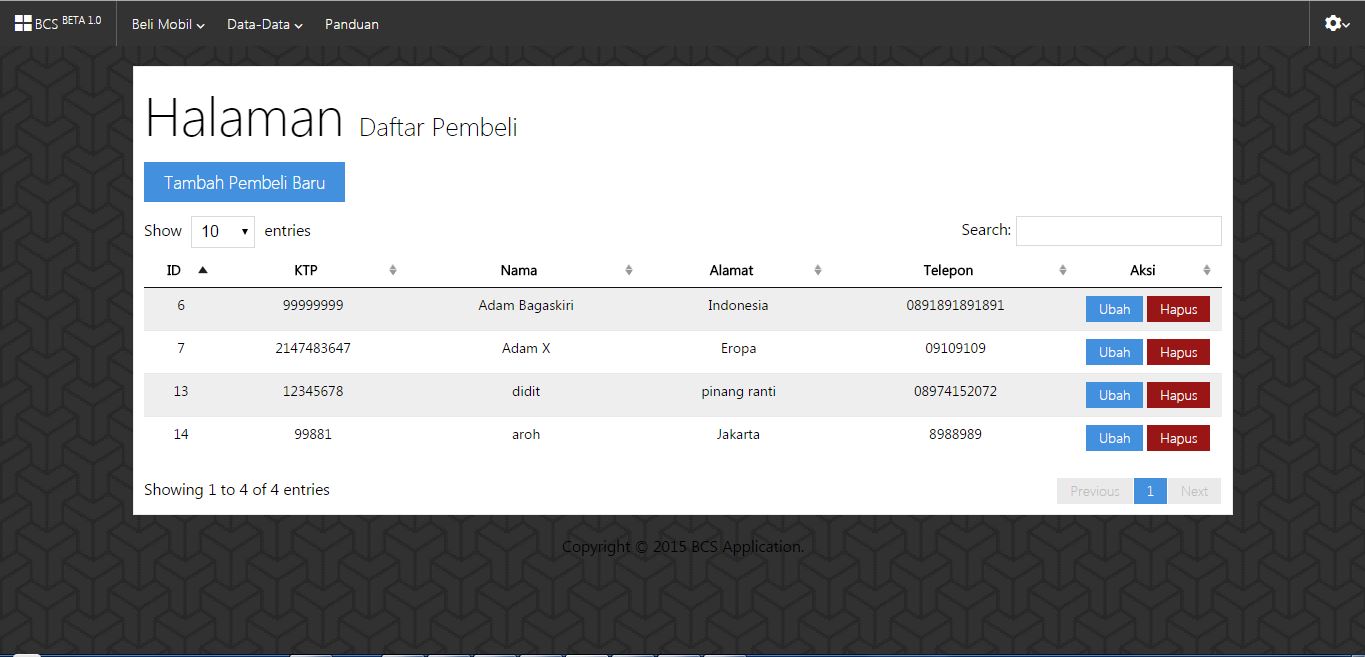 BCS BETA 1.0 Beli Mobil Data-Data Panduan
Halaman Daftar Pembeli
Tambah Pembeli Baru
Show 10 entries Search:
ID KTP Nama Alamat Telepon Aksi
6 99999999 Adam Bagaskiri Indonesia 0891891891891 Ubah Hapus
7 2147483647 Adam X Eropa 09109109 Ubah Hapus
13 12345678 didit pinang ranti 08974152072 Ubah Hapus
14 99881 aroh Jakarta 8988989 Ubah Hapus
Showing 1 to 4 of 4 entries Previous 1 Next
Copyright © 2015 BCS Application.